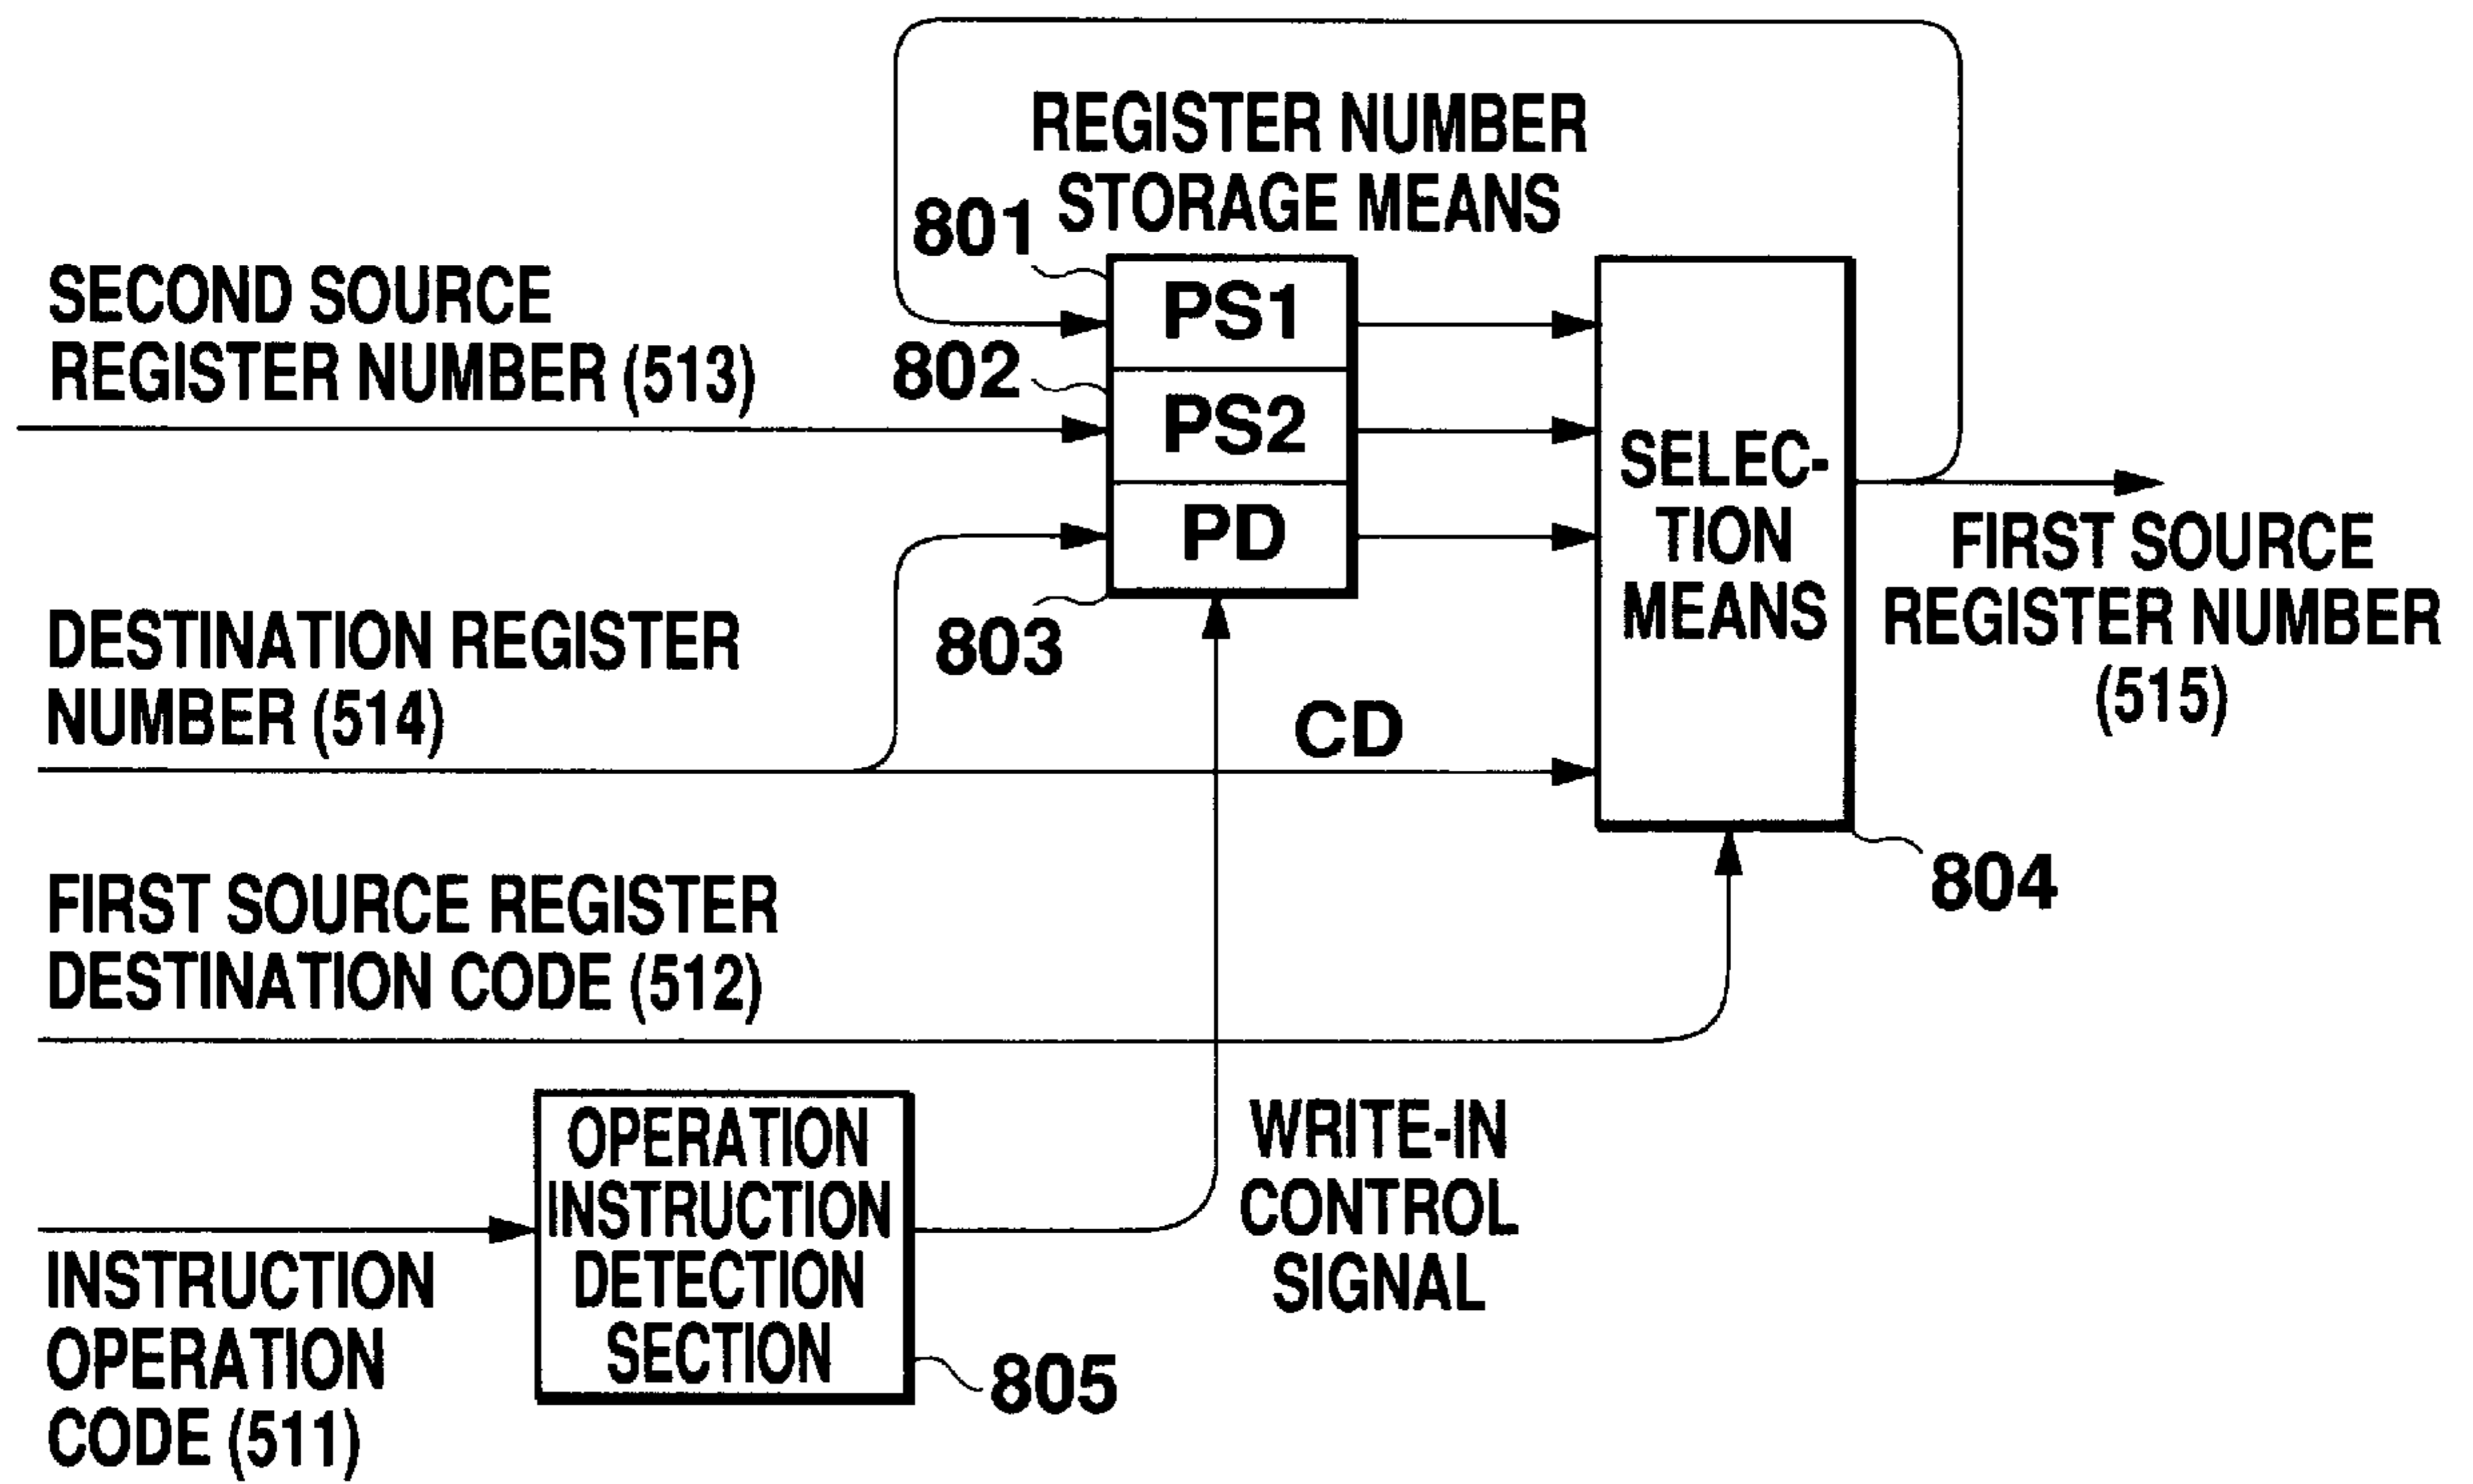 REGISTER NUMBER
STORAGE MEANS
801
SECOND SOURCE
REGISTER NUMBER (513)
802
PS1
PS2
PD
SELEC-
TION
MEANS
FIRST SOURCE
REGISTER NUMBER
(515)
DESTINATION REGISTER
NUMBER (514)
803
CD
804
FIRST SOURCE REGISTER
DESTINATION CODE (512)
OPERATION
INSTRUCTION
DETECTION
SECTION
WRITE-IN
CONTROL
SIGNAL
INSTRUCTION
OPERATION
CODE (511)
805